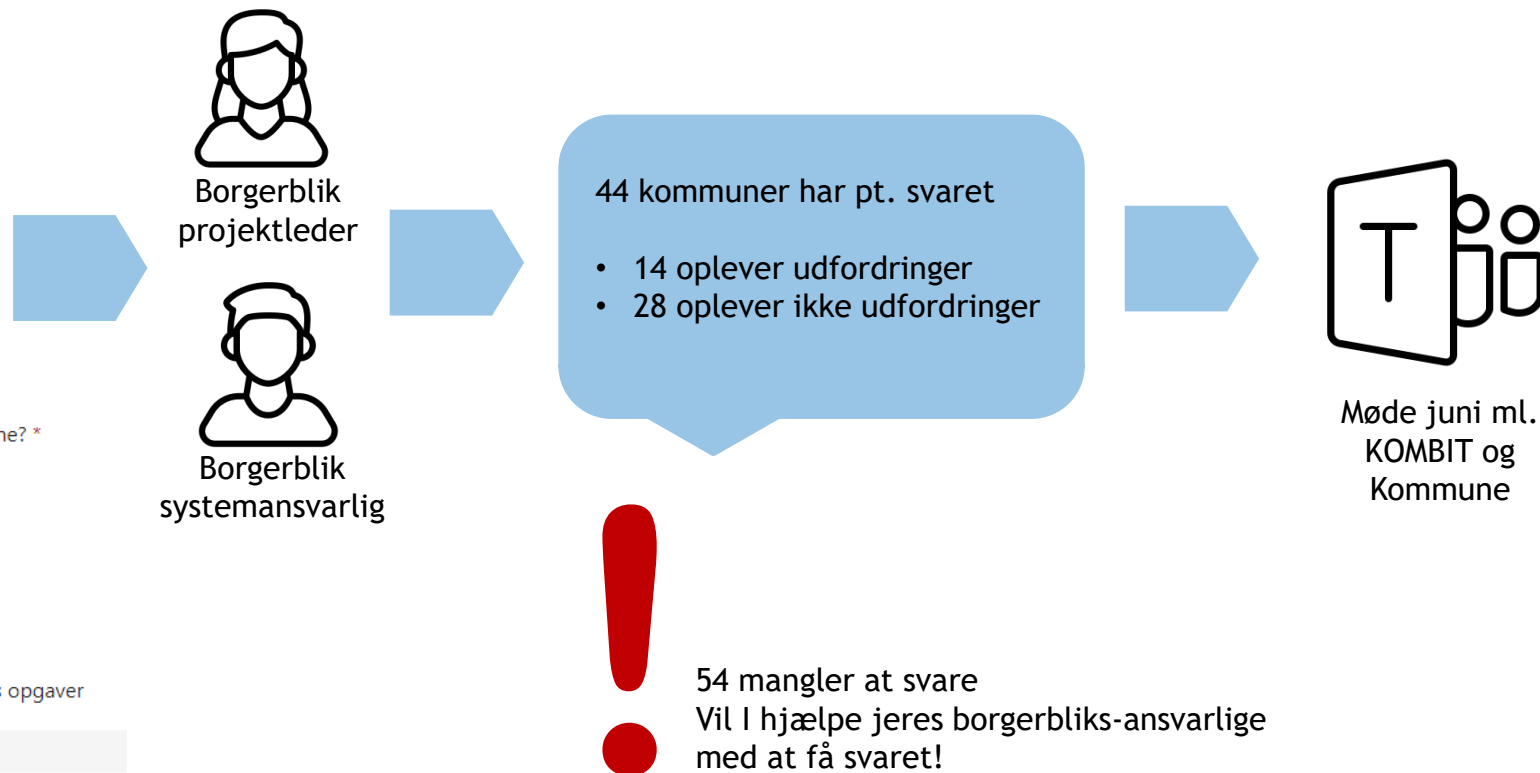 Borgerblik
projektleder
Borgerblik
systemansvarlig
44 kommuner har pt. svaret
• 14 oplever udfordringer
• 28 oplever ikke udfordringer
T
Møde juni ml.
KOMBIT og
Kommune
54 mangler at svare
Vil I hjælpe jeres borgerbliks-ansvarlige
med at få svaret!
ne? *
s opgaver